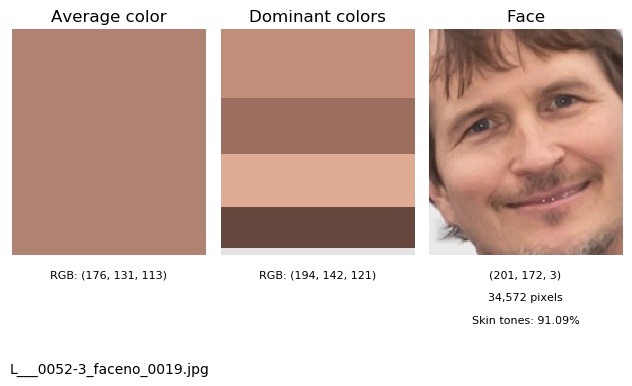 Average color
Dominant colors
Face
RGB: (176, 131, 113)
RGB: (194, 142, 121)
(201, 172, 3)
34,572 pixels
Skin tones: 91.09%
L___0052-3_faceno_0019.jpg